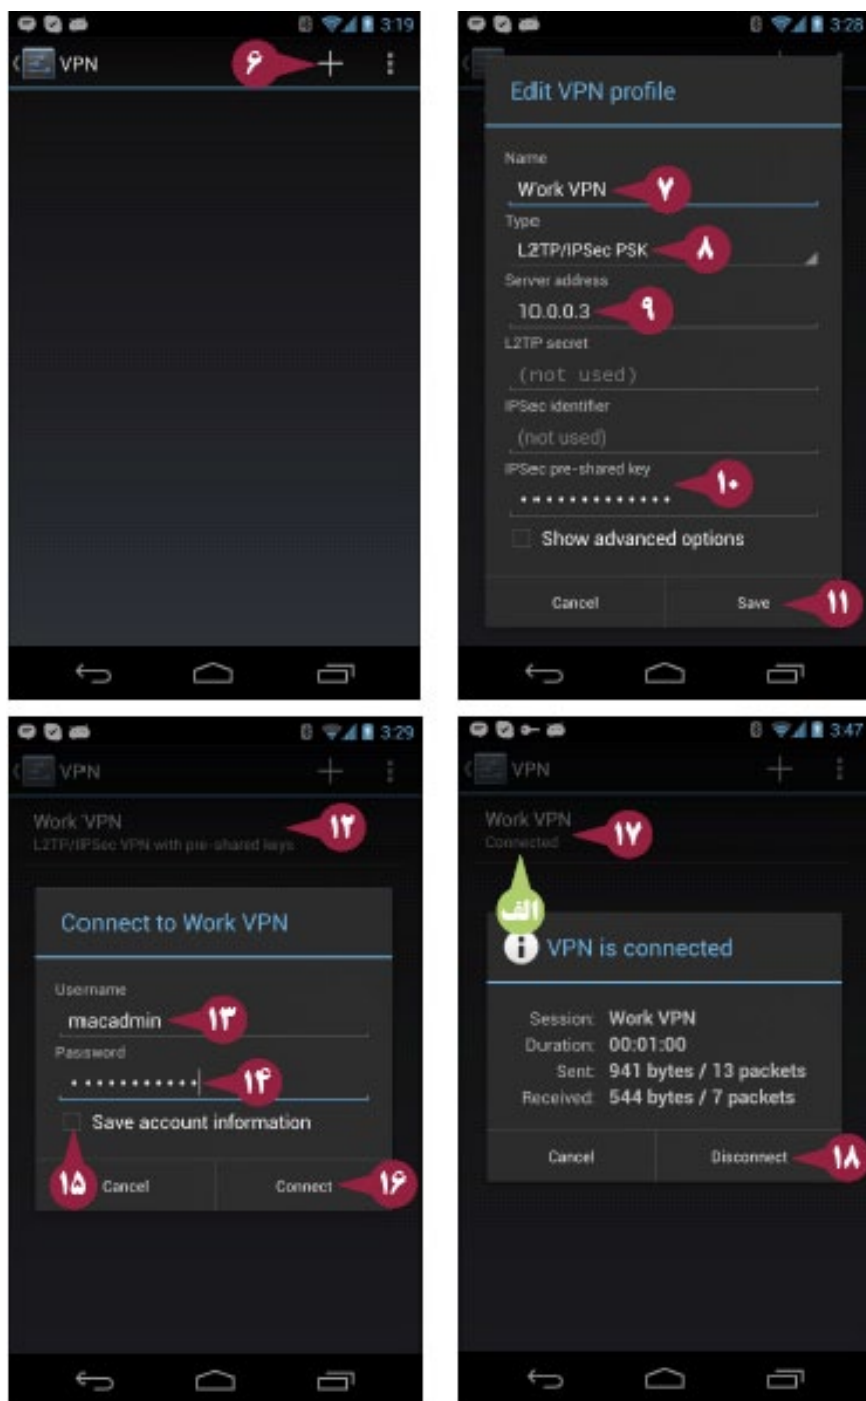 3:19
VPN
۶
3:28
Edit VPN profile
Name
Work VPN
۷
Type
L2TP/IPSec PSK
۸
Server address
10.0.0.3
۹
L2TP secret
(not used)
IPSec identifier
(not used)
IPSec pre-shared key
۱۰
Show advanced options
Cancel
Save
۱۱
3:29
VPN
Work VPN
۱۲
L2TP/IPSec VPN with pre-shared keys
Connect to Work VPN
Username
macadmin
۱۳
Password
۱۴
Save account information
۱۵
Cancel
Connect
۱۶
3:47
VPN
Work VPN
۱۷
Connected
الف
VPN is connected
Session: Work VPN
Duration: 00:01:00
Sent: 941 bytes / 13 packets
Received: 544 bytes / 7 packets
Cancel
Disconnect
۱۸